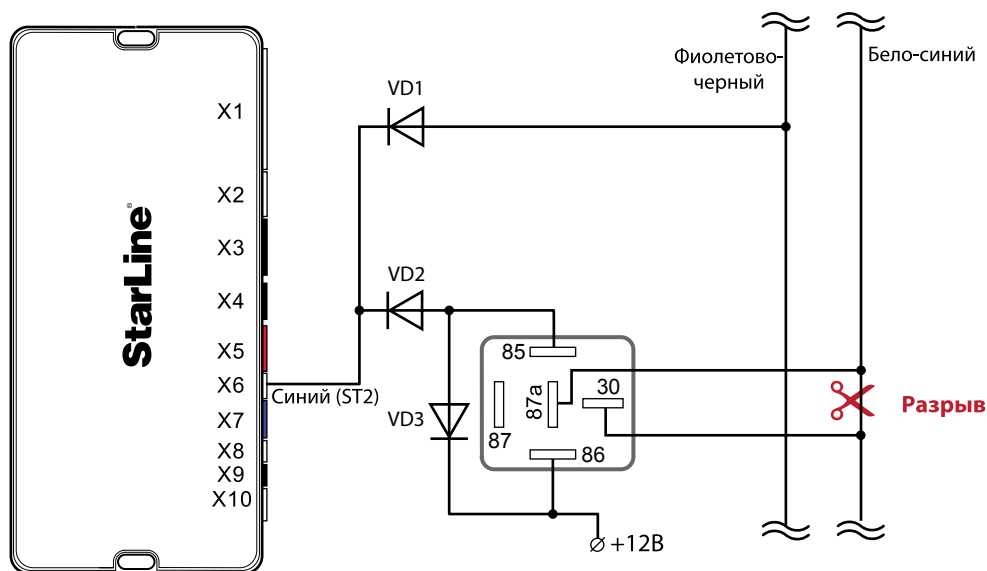 StarLine®
X1
X2
X3
X4
X5
X6
X7
X8
X9
X10
Синий (ST2)
VD1
VD2
VD3
85
30
87a
87
86
+12В
Фиолетово-
черный
Бело-синий
Разрыв